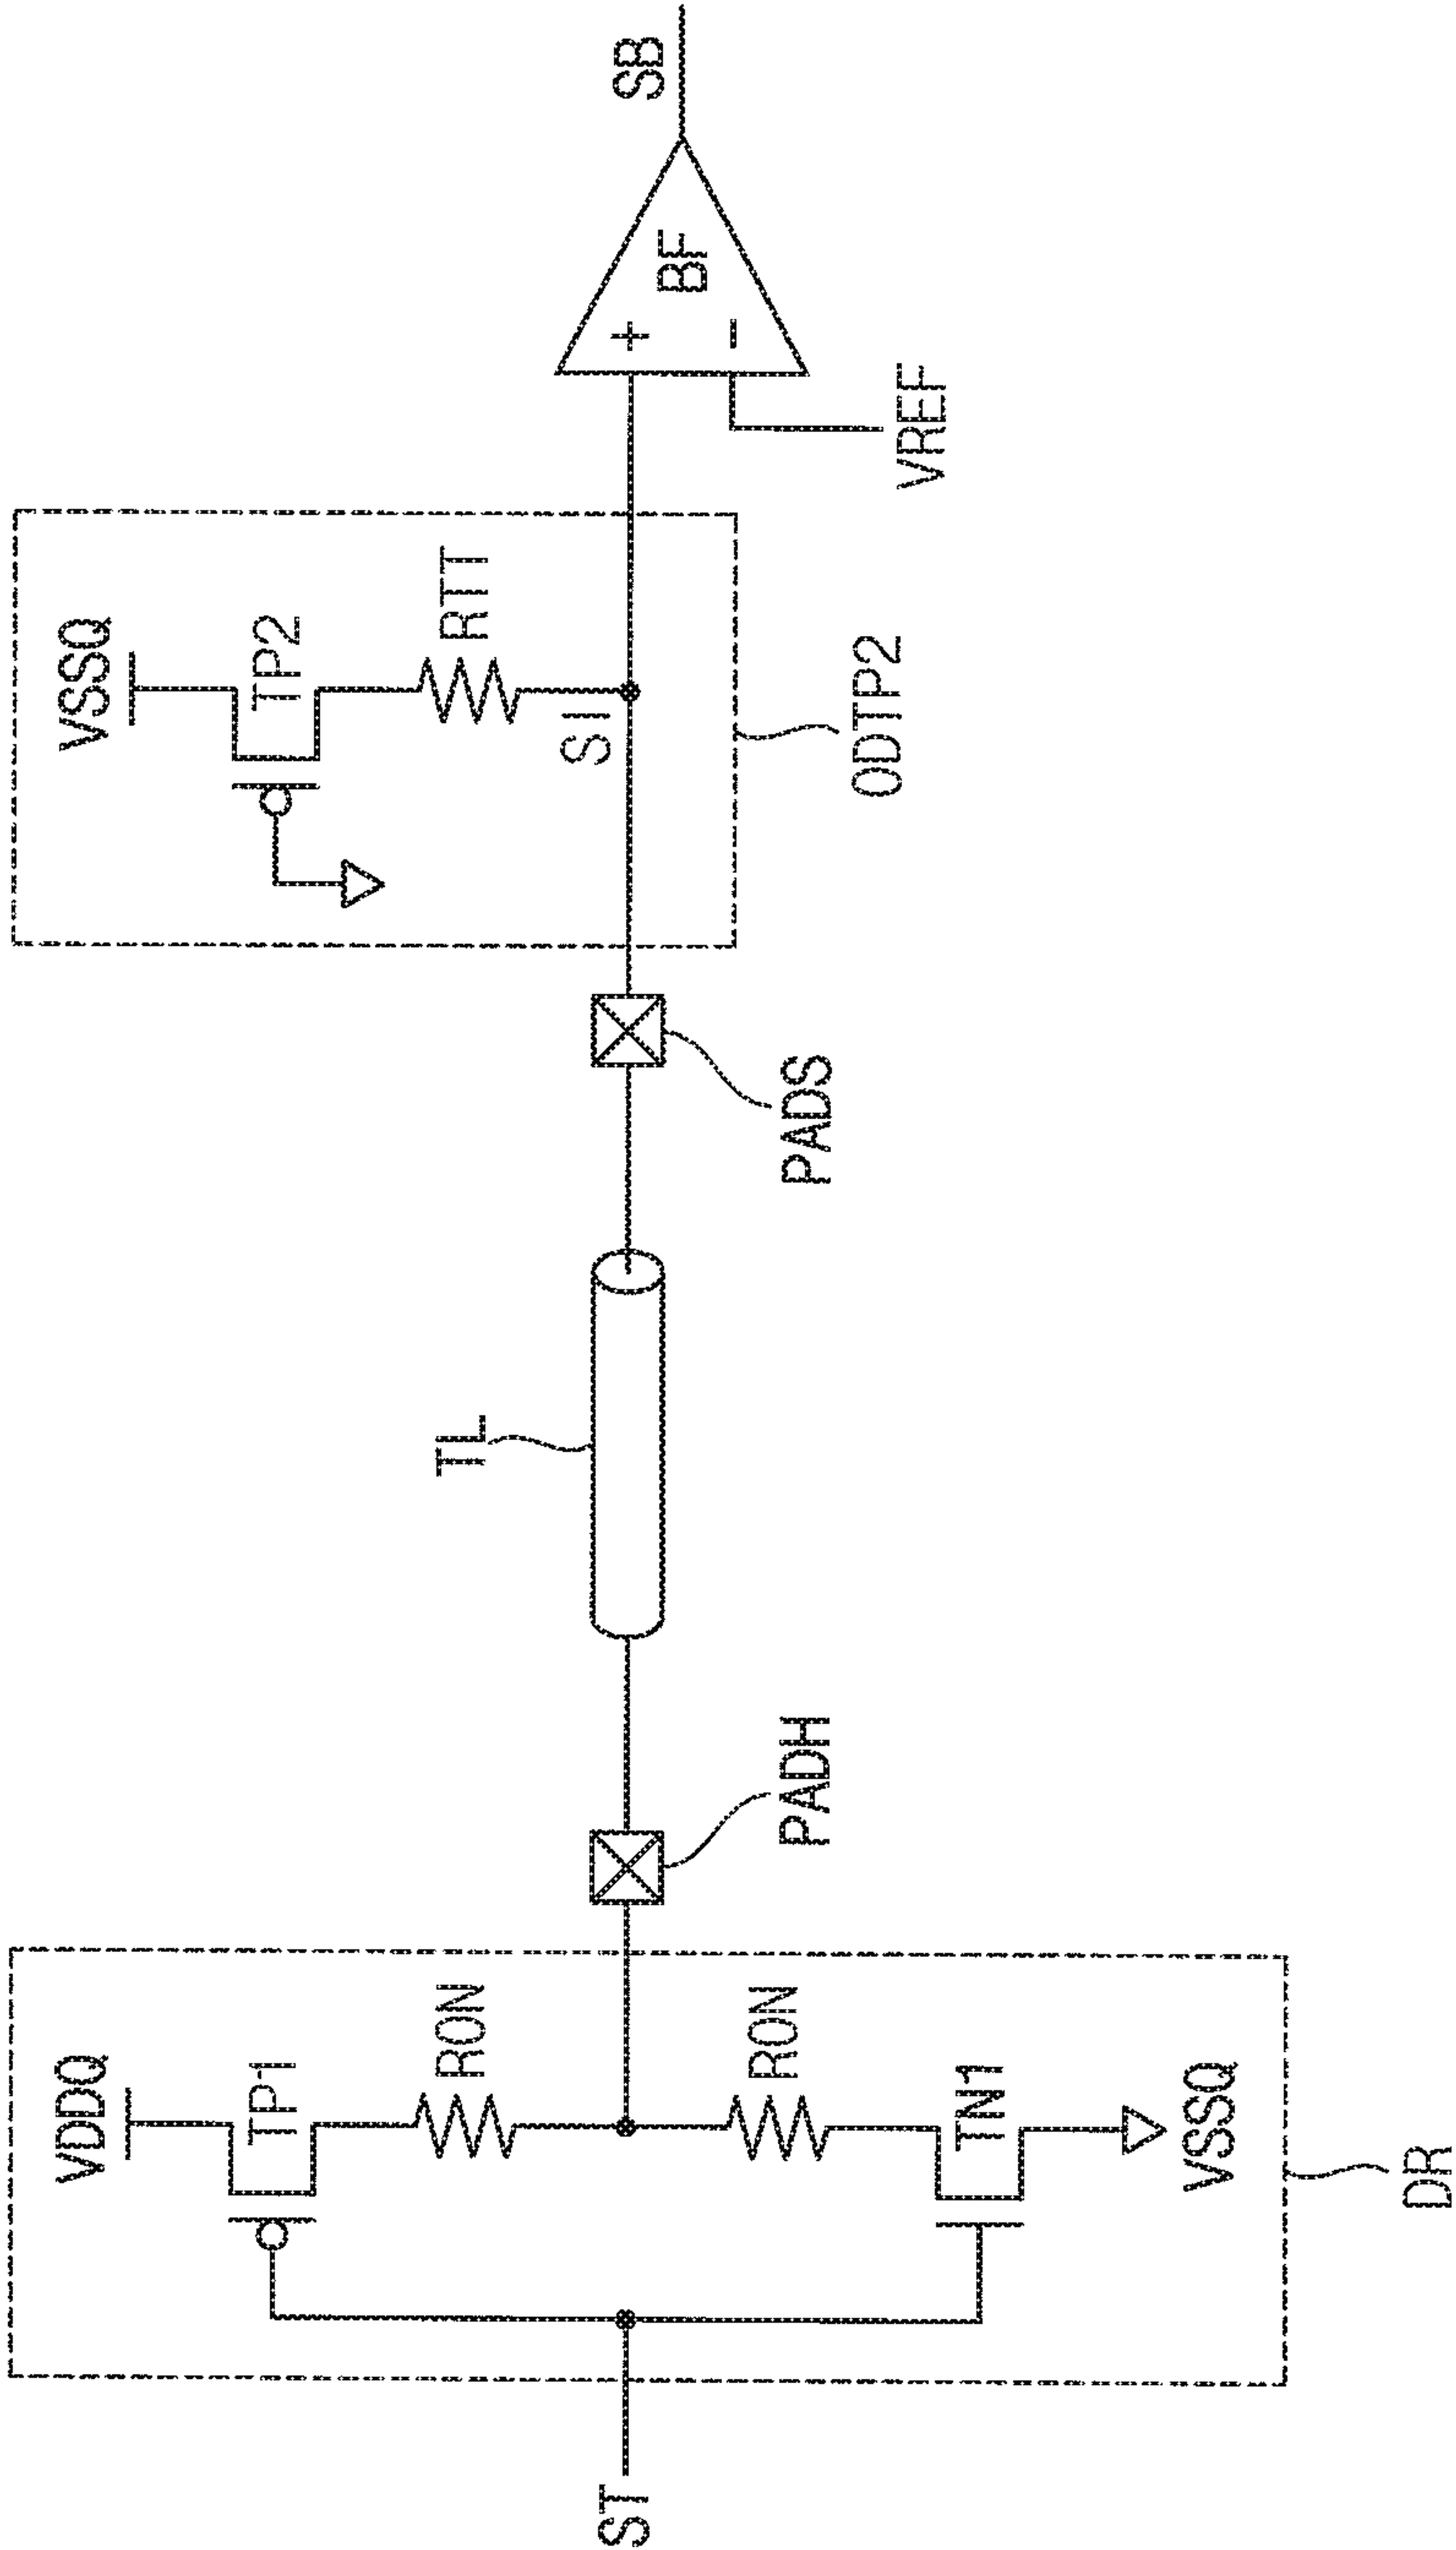 VDDQ
TP1
RON
RON
TN1
VSSQ
ST
DR
PADH
TL
PADS
VSSQ
TP2
RTT
SI
ODTP2
+
BF
-
VREF
SB